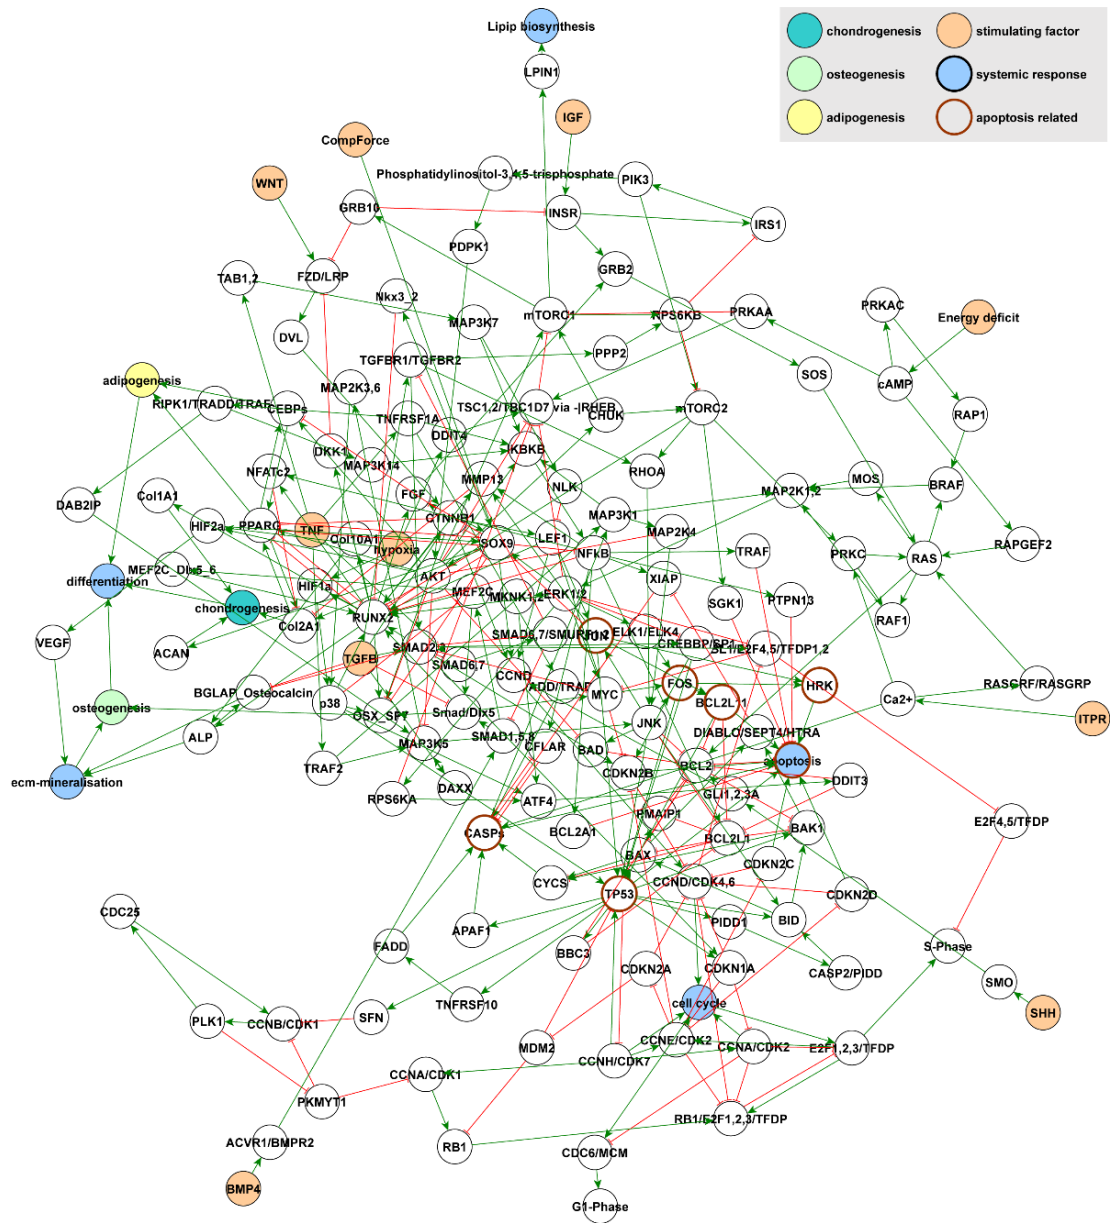 Lipip biosynthesis
chondrogenesis
stimulating factor
LPIN1
osteogenesis
systemic response
IGF
adipogenesis
apoptosis related
CompForce
Phosphatidylinositol-3,4,5-trisphosphate
PIK3
WNT
GRB10
INSR
IRS1
PDPK1
GRB2
TAB1,2
FZD/LRP
Nkx3_2
PRKAC
mTORC1
RPS6KB
PRKAA
Energy deficit
MAP3K7
DVL
PPP2
TGFBR1/TGFBR2
SOS
adipogenesis
MAP2K3,6
cAMP
RIPK1/TRADD/TRAF
CEBPs
TNFRSF1A
TSC1,2/TBC1D7 via -|RHEB
CHUK
mTORC2
RAP1
DDIT4
DKK1
IKBKB
NFATc2
MAP3K14
RHOA
MMP13
MOS
BRAF
Col1A1
FGF
NLK
MAP2K1,2
DAB2IP
HIF2a
PPARG
TNF
CTNNB1
MAP3K1
Col10A1
hypoxia
SOX9
LEF1
MAP2K4
NFkB
TRAF
PRKC
RAS
RAPGEF2
MEF2C_Dlx5_6
differentiation
HIF1a
AKT
XIAP
MEF2C
MKNK1,2
ERK1/2
SGK1
PTPN13
chondrogenesis
Col2A1
RUNX2
RAF1
VEGF
ACAN
SMAD2,3
SMAD6,7/SMURF1,2
JUN
ELK1/ELK4
CREBBP/SP1
TGFB
SMAD6,7
CCND
FOS
HRK
RASGRF/RASGRP
BGLAP_Osteocalcin
MYC
BCL2L11
Ca2+
osteogenesis
p38
OSX_SP7
Smad/Dlx5
ITPR
ALP
MAP3K5
SMAD1,5,8
CFLAR
BAD
JNK
DIABLO/SEPT4/HTRA
ecm-mineralisation
TRAF2
DAXX
CDKN2B
BCL2
apoptosis
DDIT3
RPS6KA
ATF4
GLI1,2,3A
PMAIP1
E2F4,5/TFDP
CASPs
BCL2A1
BCL2L1
BAK1
BAX
CDKN2C
CYCS
CCND/CDK4,6
TP53
CDKN2D
CDC25
APAF1
PIDD1
BID
FADD
BBC3
S-Phase
CDKN2A
CDKN1A
CASP2/PIDD
SMO
TNFRSF10
cell cycle
SHH
PLK1
CCNB/CDK1
SFN
MDM2
CCNE/CDK2
CCNA/CDK2
E2F1,2,3/TFDP
CCNH/CDK7
CCNA/CDK1
PKMYT1
RB1/E2F1,2,3/TFDP
ACVR1/BMPR2
RB1
CDC6/MCM
BMP4
G1-Phase